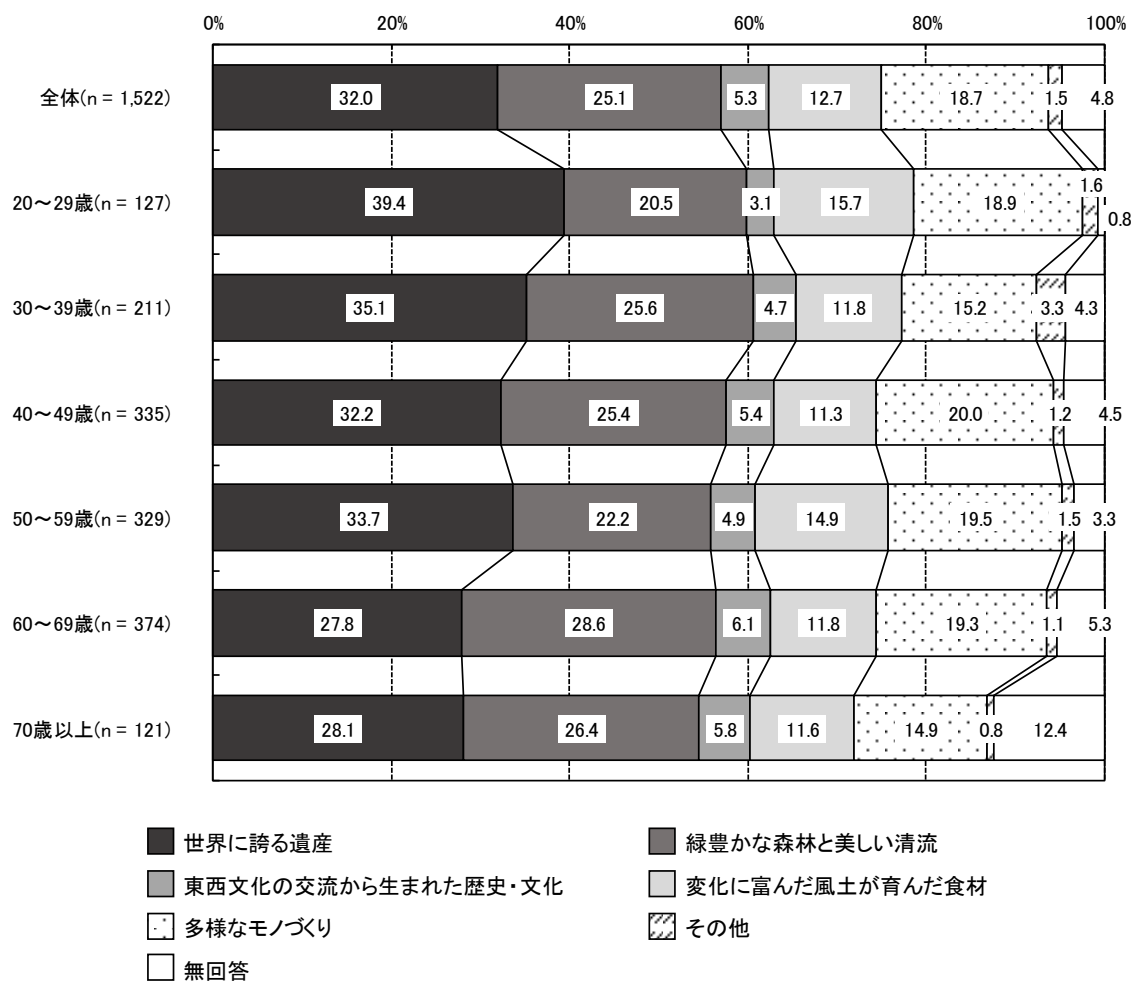 0% 20% 40% 60% 80% 100%
全体(n = 1,522) 32.0 25.1 5.3 12.7 18.7 1.5 4.8
20～29歳(n = 127) 39.4 20.5 3.1 15.7 18.9 1.6 0.8
30～39歳(n = 211) 35.1 25.6 4.7 11.8 15.2 3.3 4.3
40～49歳(n = 335) 32.2 25.4 5.4 11.3 20.0 1.2 4.5
50～59歳(n = 329) 33.7 22.2 4.9 14.9 19.5 1.5 3.3
60～69歳(n = 374) 27.8 28.6 6.1 11.8 19.3 1.1 5.3
70歳以上(n = 121) 28.1 26.4 5.8 11.6 14.9 0.8 12.4
世界に誇る遺産 緑豊かな森林と美しい清流
東西文化の交流から生まれた歴史・文化 変化に富んだ風土が育んだ食材
多様なモノづくり その他
無回答